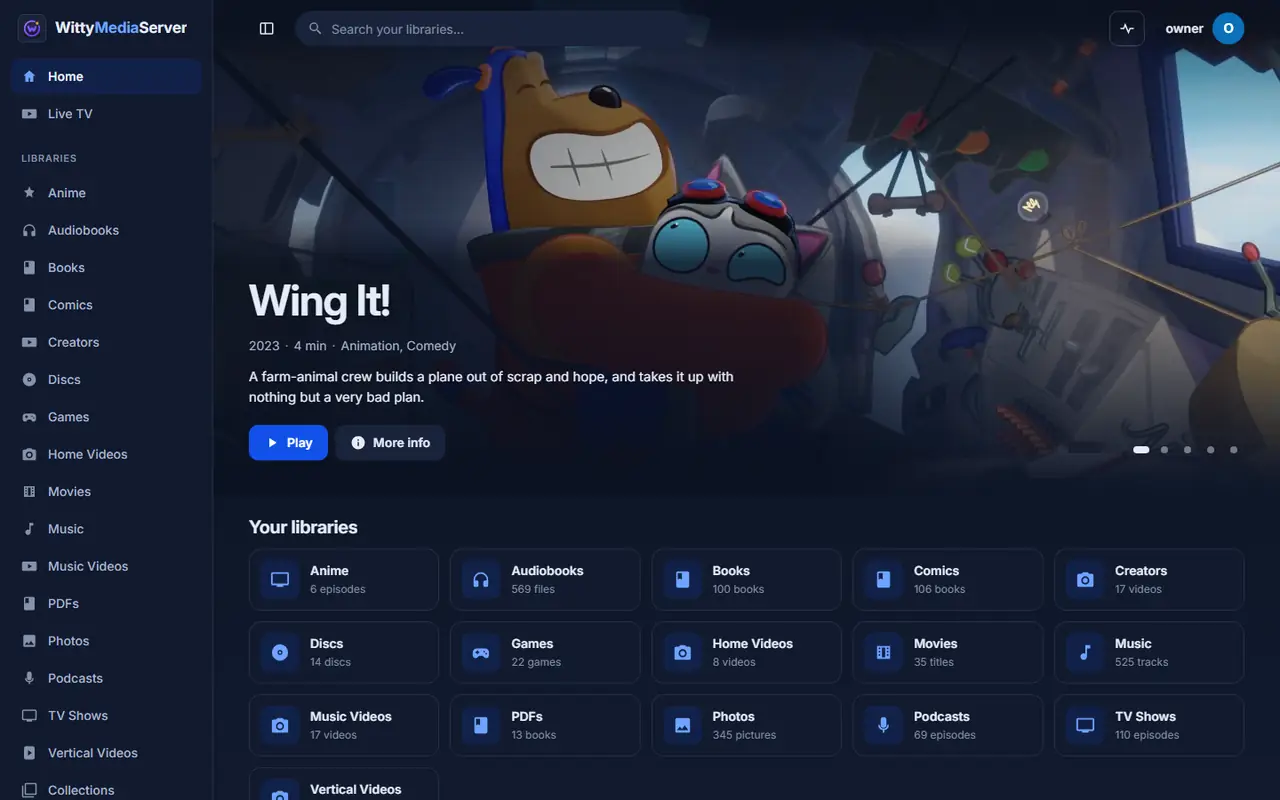 WittyMediaServer
Search your libraries...
owner
O
Home
Live TV
LIBRARIES
Anime
Audiobooks
Books
Comics
Creators
Discs
Games
Home Videos
Movies
Music
Music Videos
PDFs
Photos
Podcasts
TV Shows
Vertical Videos
Collections
Wing It!
2023 · 4 min · Animation, Comedy
A farm-animal crew builds a plane out of scrap and hope, and takes it up with
nothing but a very bad plan.
Play
More info
Your libraries
Anime
6 episodes
Audiobooks
569 files
Books
100 books
Comics
106 books
Creators
17 videos
Discs
14 discs
Games
22 games
Home Videos
8 videos
Movies
35 titles
Music
525 tracks
Music Videos
17 videos
PDFs
13 books
Photos
345 pictures
Podcasts
69 episodes
TV Shows
110 episodes
Vertical Videos